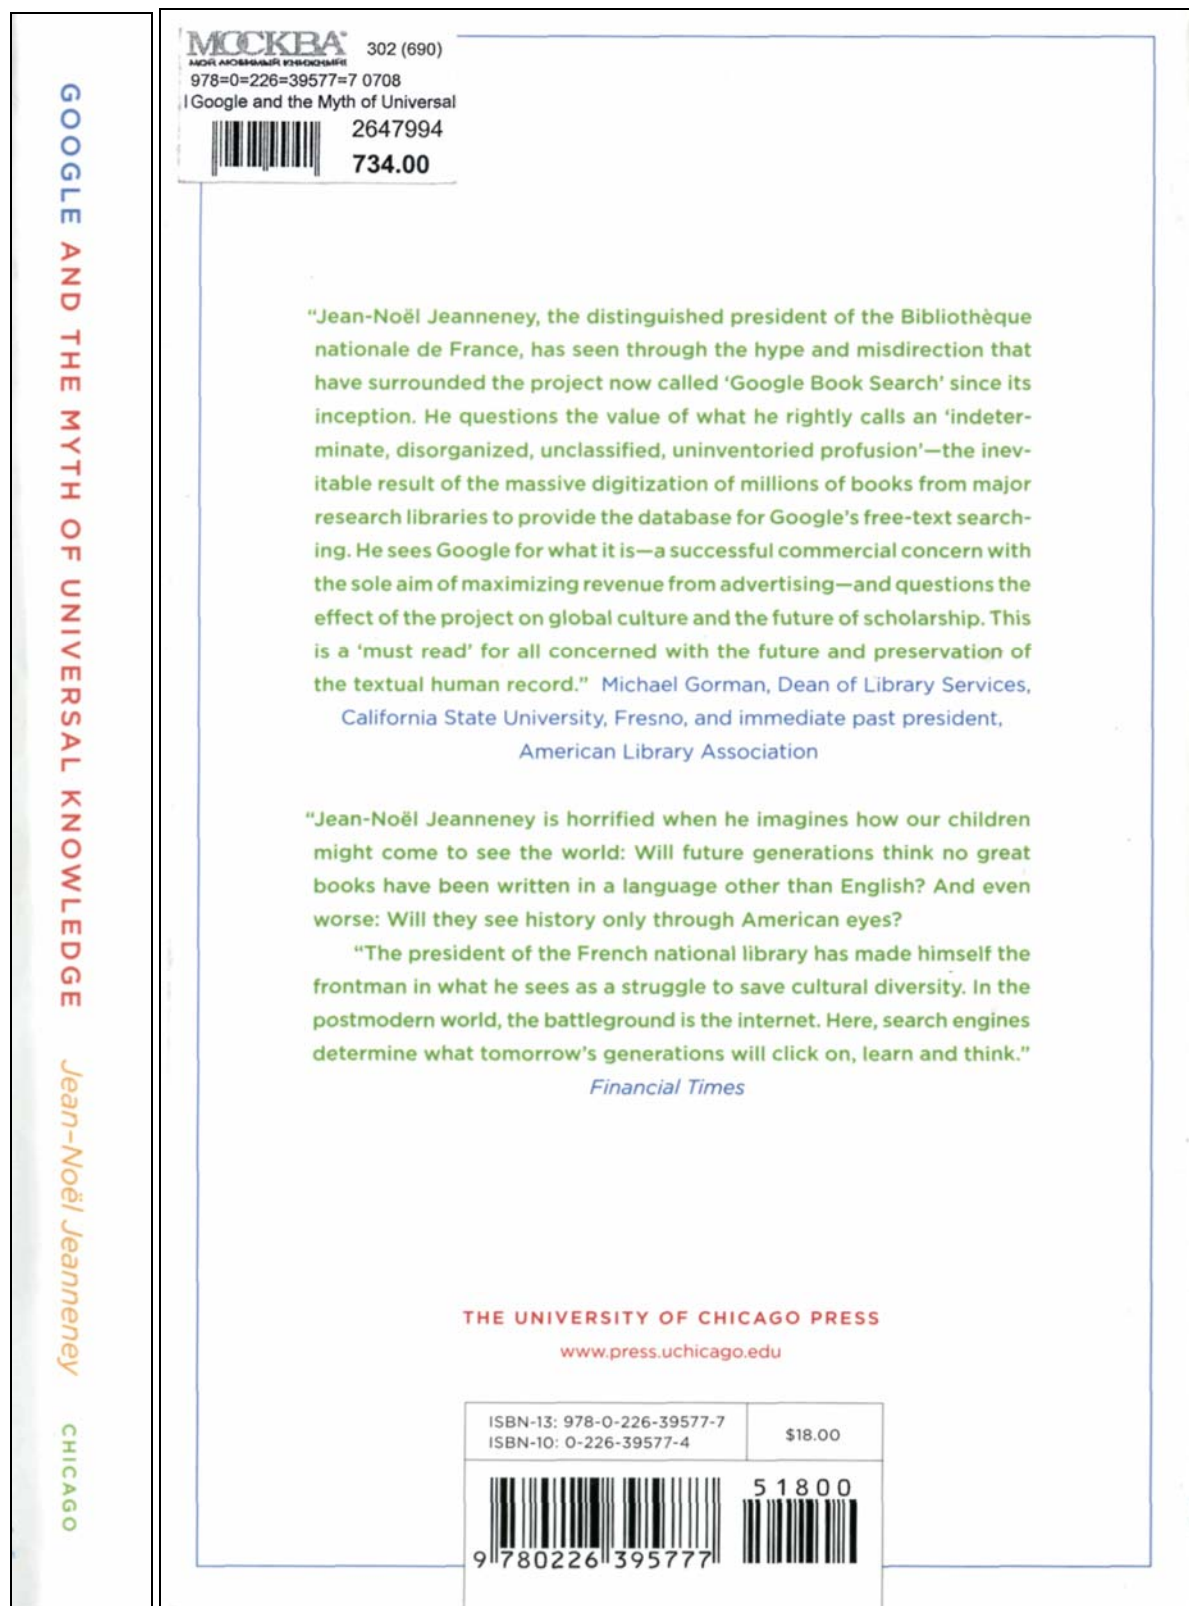 GOOGLE AND THE MYTH OF UNIVERSAL KNOWLEDGE Jean-Noël Jeanneney CHICAGO
МОСКВА 302 (690)
978=0=226=39577=7 0708
Google and the Myth of Universal
2647994
734.00
“Jean-Noël Jeanneney, the distinguished president of the Bibliothèque
nationale de France, has seen through the hype and misdirection that
have surrounded the project now called ‘Google Book Search’ since its
inception. He questions the value of what he rightly calls an ‘indeter-
minate, disorganized, unclassified, uninventoried profusion’—the inev-
itable result of the massive digitization of millions of books from major
research libraries to provide the database for Google’s free-text search-
ing. He sees Google for what it is—a successful commercial concern with
the sole aim of maximizing revenue from advertising—and questions the
effect of the project on global culture and the future of scholarship. This
is a ‘must read’ for all concerned with the future and preservation of
the textual human record.” Michael Gorman, Dean of Library Services,
California State University, Fresno, and immediate past president,
American Library Association
“Jean-Noël Jeanneney is horrified when he imagines how our children
might come to see the world: Will future generations think no great
books have been written in a language other than English? And even
worse: Will they see history only through American eyes?
“The president of the French national library has made himself the
frontman in what he sees as a struggle to save cultural diversity. In the
postmodern world, the battleground is the internet. Here, search engines
determine what tomorrow’s generations will click on, learn and think.”
Financial Times
THE UNIVERSITY OF CHICAGO PRESS
www.press.uchicago.edu
ISBN-13: 978-0-226-39577-7
ISBN-10: 0-226-39577-4
$18.00
51800
9 780226 395777